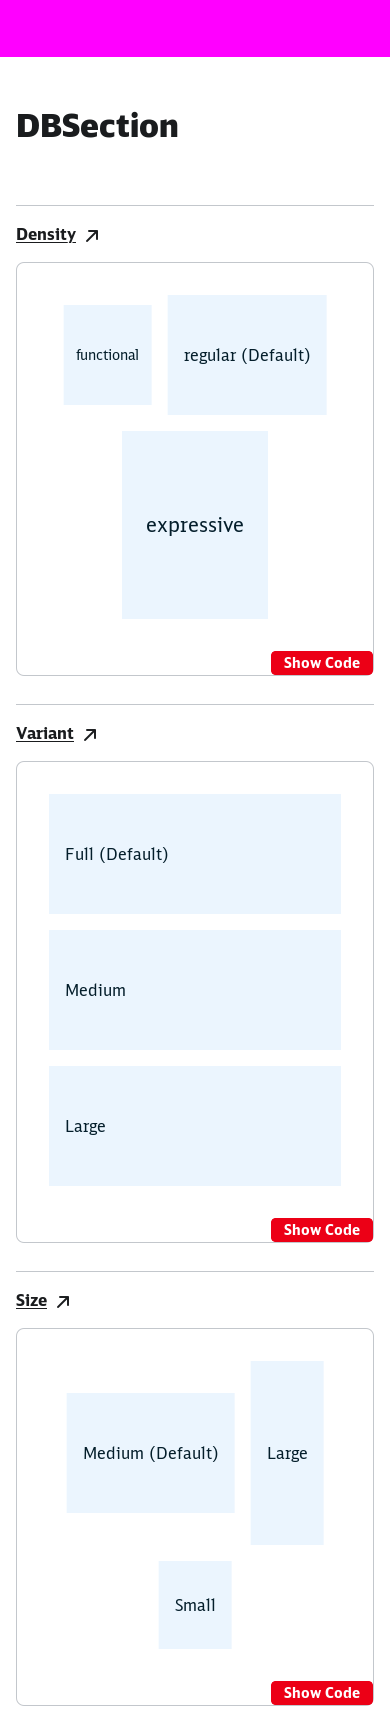 DBSection
Density
functional
regular (Default)
expressive
Show Code
Variant
Full (Default)
Medium
Large
Show Code
Size
Medium (Default)
Large
Small
Show Code